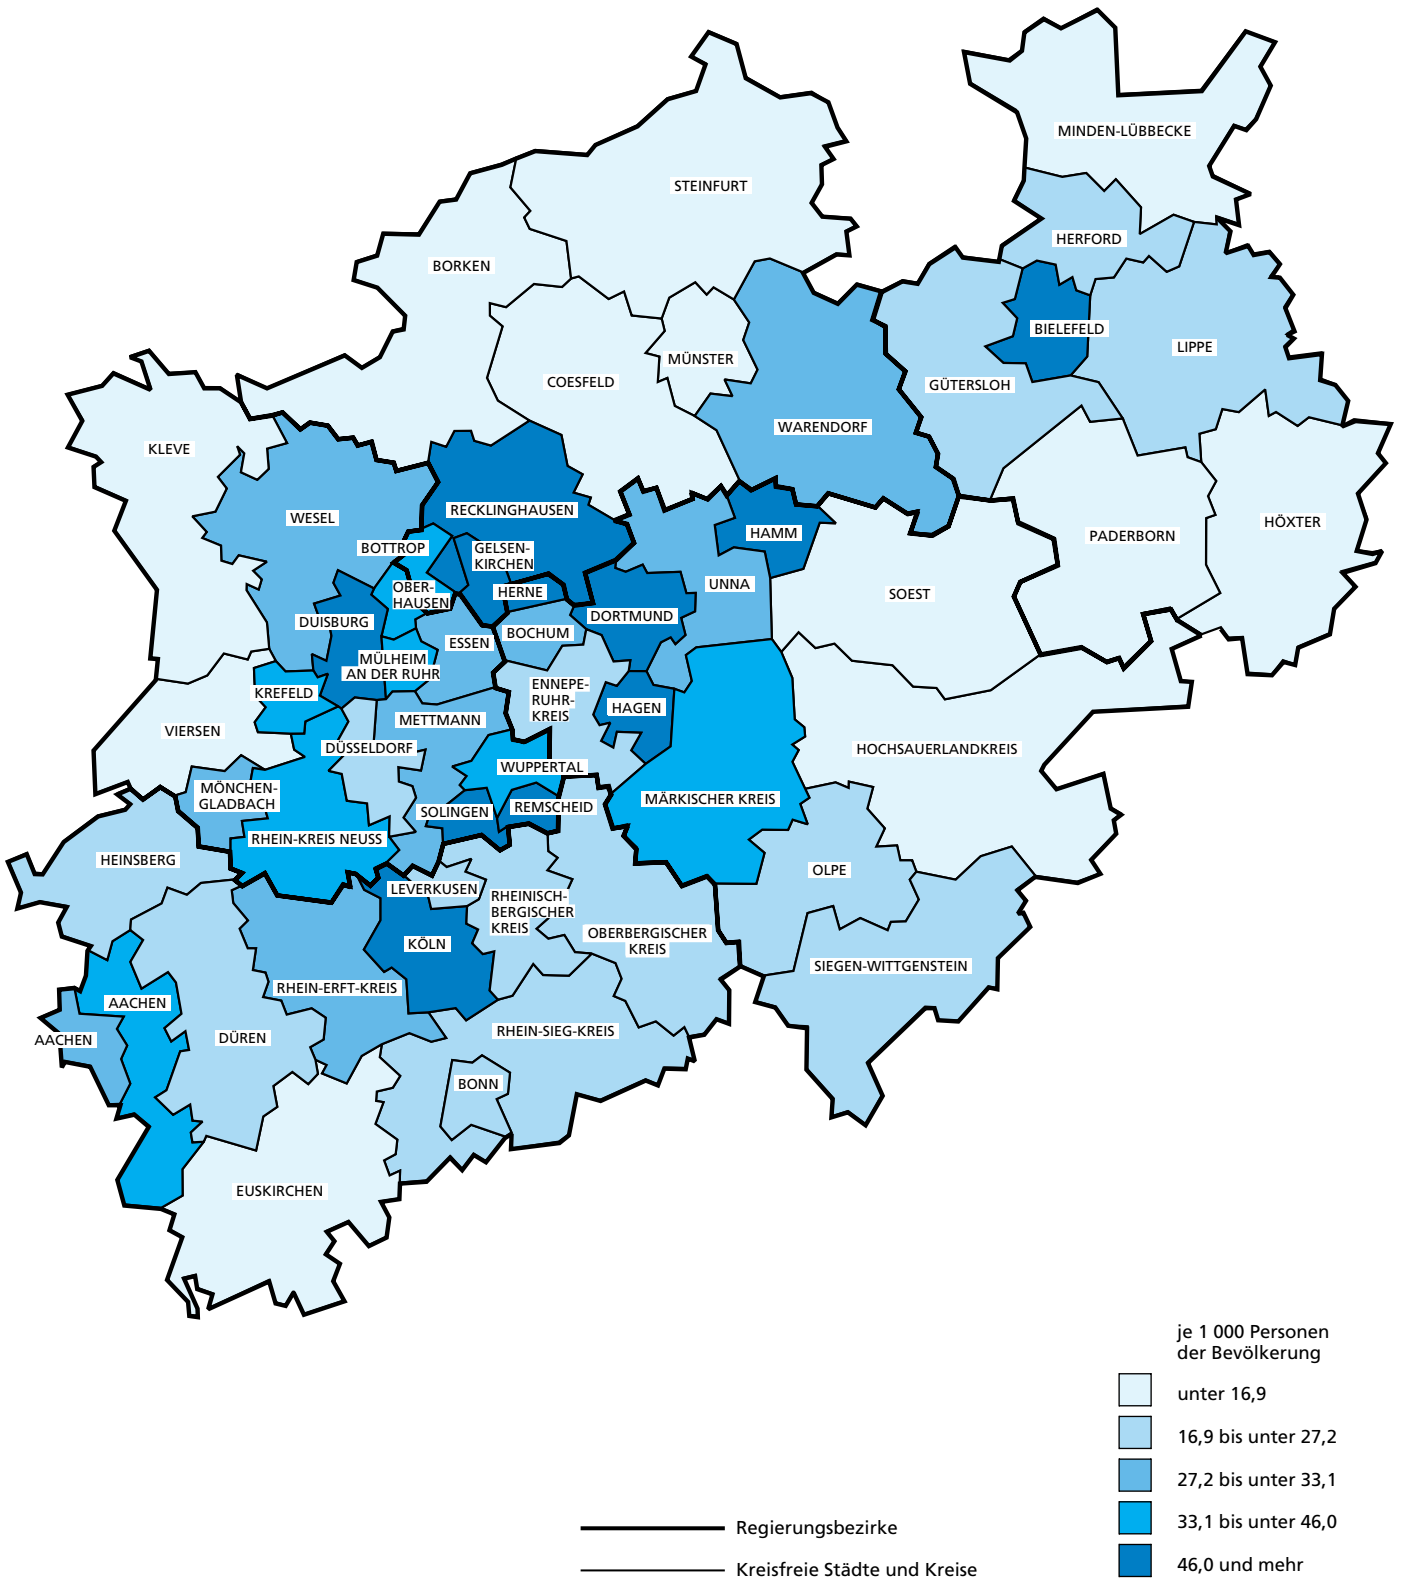 MINDEN-LÜBBECKE
STEINFURT
HERFORD
BORKEN
BIELEFELD
LIPPE
MÜNSTER
COESFELD
GÜTERSLOH
WARENDORF
KLEVE
RECKLINGHAUSEN
WESEL
HÖXTER
HAMM
PADERBORN
BOTTROP
GELSEN-
KIRCHEN
UNNA
OBER-
HAUSEN
HERNE
SOEST
DUISBURG
DORTMUND
BOCHUM
ESSEN
MÜLHEIM
AN DER RUHR
KREFELD
ENNEPE-
RUHR-
KREIS
HAGEN
METTMANN
VIERSEN
DÜSSELDORF
HOCHSAUERLANDKREIS
WUPPERTAL
MÖNCHEN-
GLADBACH
MÄRKISCHER KREIS
REMSCHEID
SOLINGEN
RHEIN-KREIS NEUSS
HEINSBERG
OLPE
LEVERKUSEN
RHEINISCH-
BERGISCHER
KREIS
OBERBERGISCHER
KREIS
KÖLN
SIEGEN-WITTGENSTEIN
RHEIN-ERFT-KREIS
AACHEN
RHEIN-SIEG-KREIS
DÜREN
AACHEN
BONN
EUSKIRCHEN
je 1 000 Personen
der Bevölkerung
unter 16,9
16,9 bis unter 27,2
27,2 bis unter 33,1
33,1 bis unter 46,0
46,0 und mehr
Regierungsbezirke
Kreisfreie Städte und Kreise